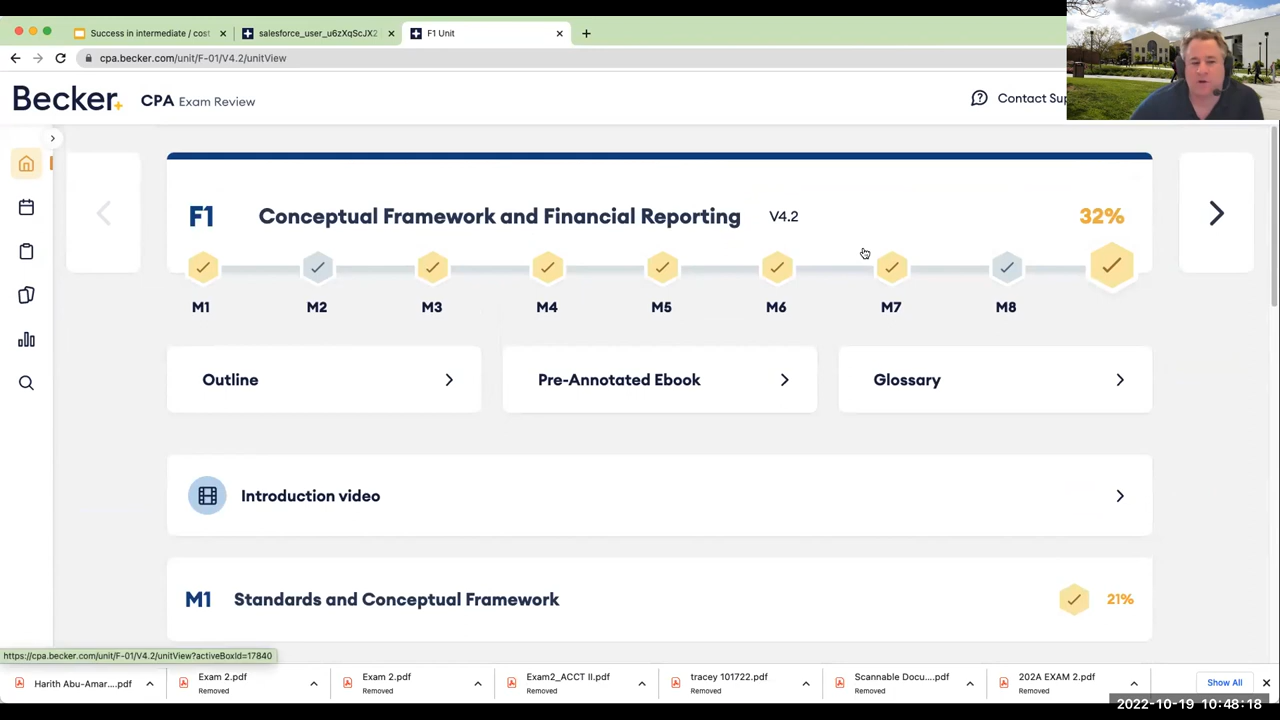 Success in intermediate / cost
salesforce_user_u6zXqScJX2
F1 Unit
cpa.becker.com/unit/F-01/V4.2/unitView
Becker.
CPA Exam Review
Contact Sup
F1 Conceptual Framework and Financial Reporting V4.2 32%
M1 M2 M3 M4 M5 M6 M7 M8
Outline
Pre-Annotated Ebook
Glossary
Introduction video
M1 Standards and Conceptual Framework 21%
https://cpa.becker.com/unit/F-01/V4.2/unitView?activeBoxId=17840
Harith Abu-Amar....pdf
Exam 2.pdf
Removed
Exam 2.pdf
Removed
Exam2_ACCT II.pdf
Removed
tracey 101722.pdf
Removed
Scannable Docu....pdf
Removed
202A EXAM 2.pdf
Removed
Show All
2022-10-19 10:48:18